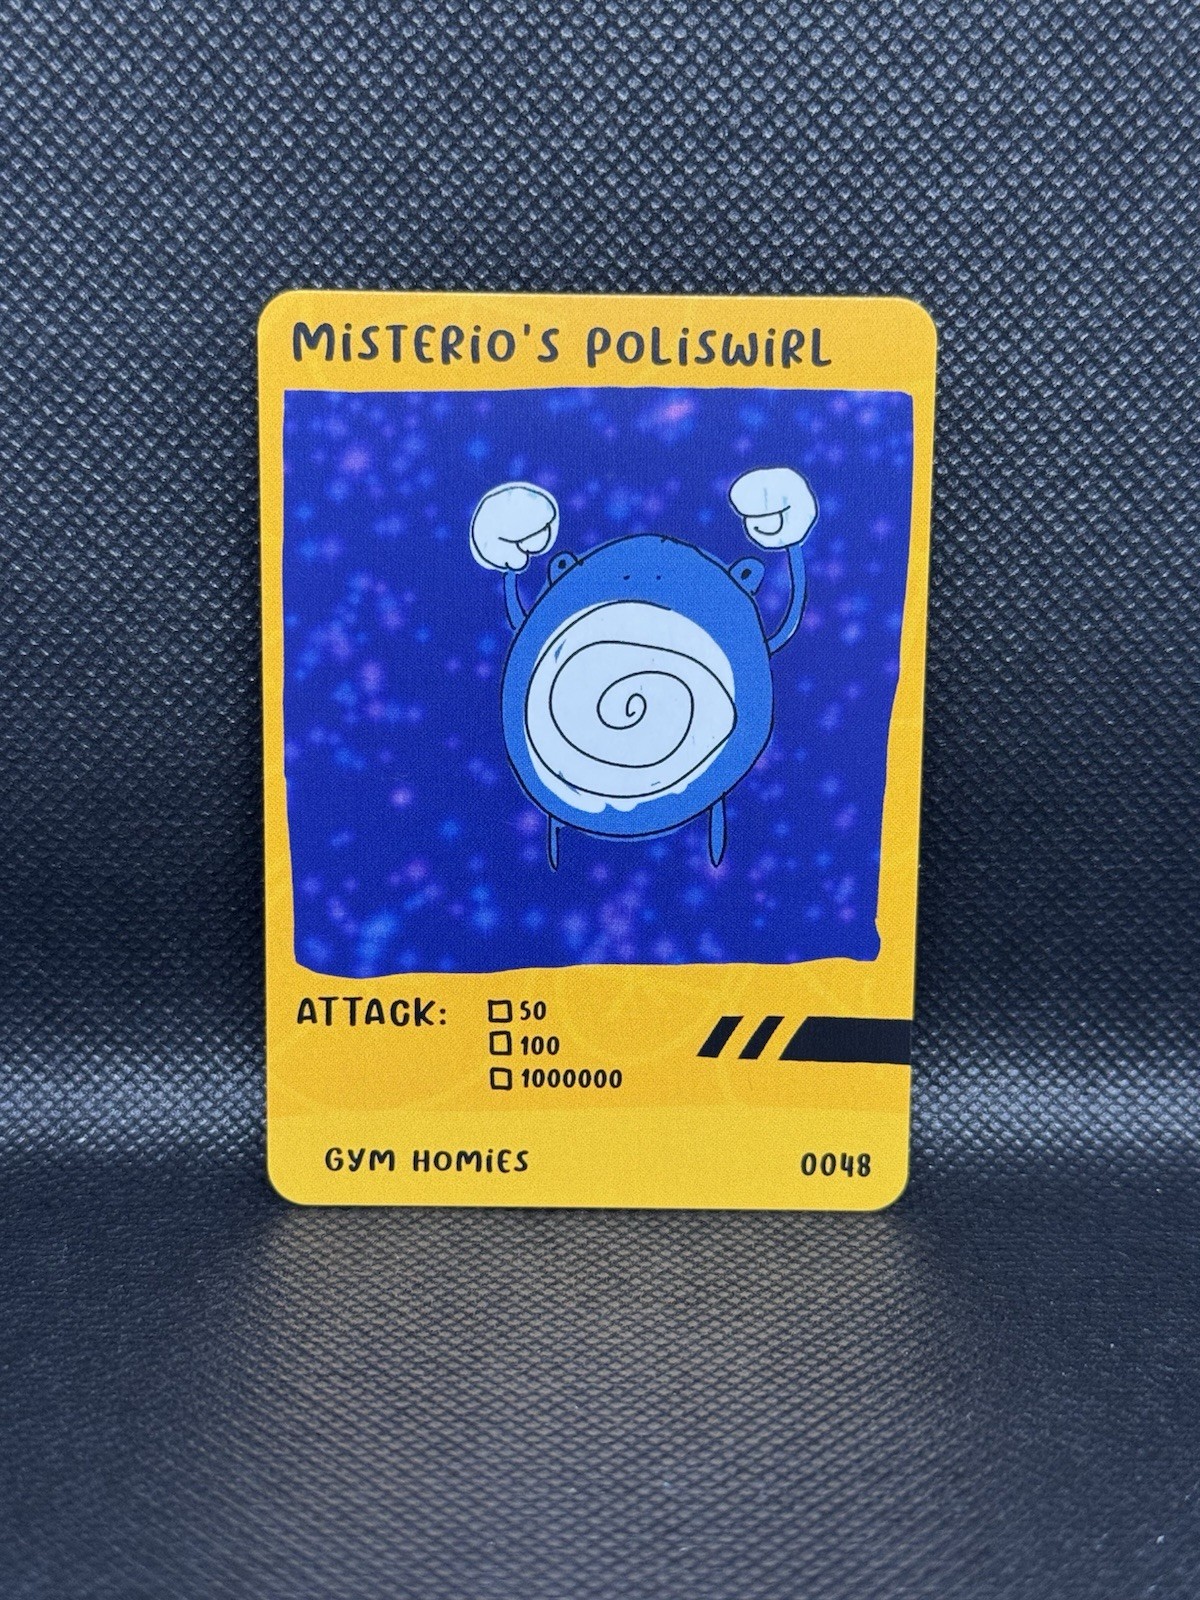 MiSTERiO'S POLiSWiRL
ATTACK: 50
100
1000000
GYM HOMiES 0048